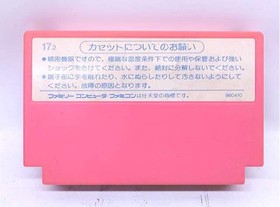 17a
カセットについてのお願い
●精密機器ですので、極端な温度条件下での使用や保管および強い
ショックをさけてください。また、絶対に分解しないでください。
●端子部に手を触れたり、水にぬらしたりして汚さないようにして
ください。故障の原因となります。
ファミリーコンピュータ・ファミコンは任天堂の商標です。